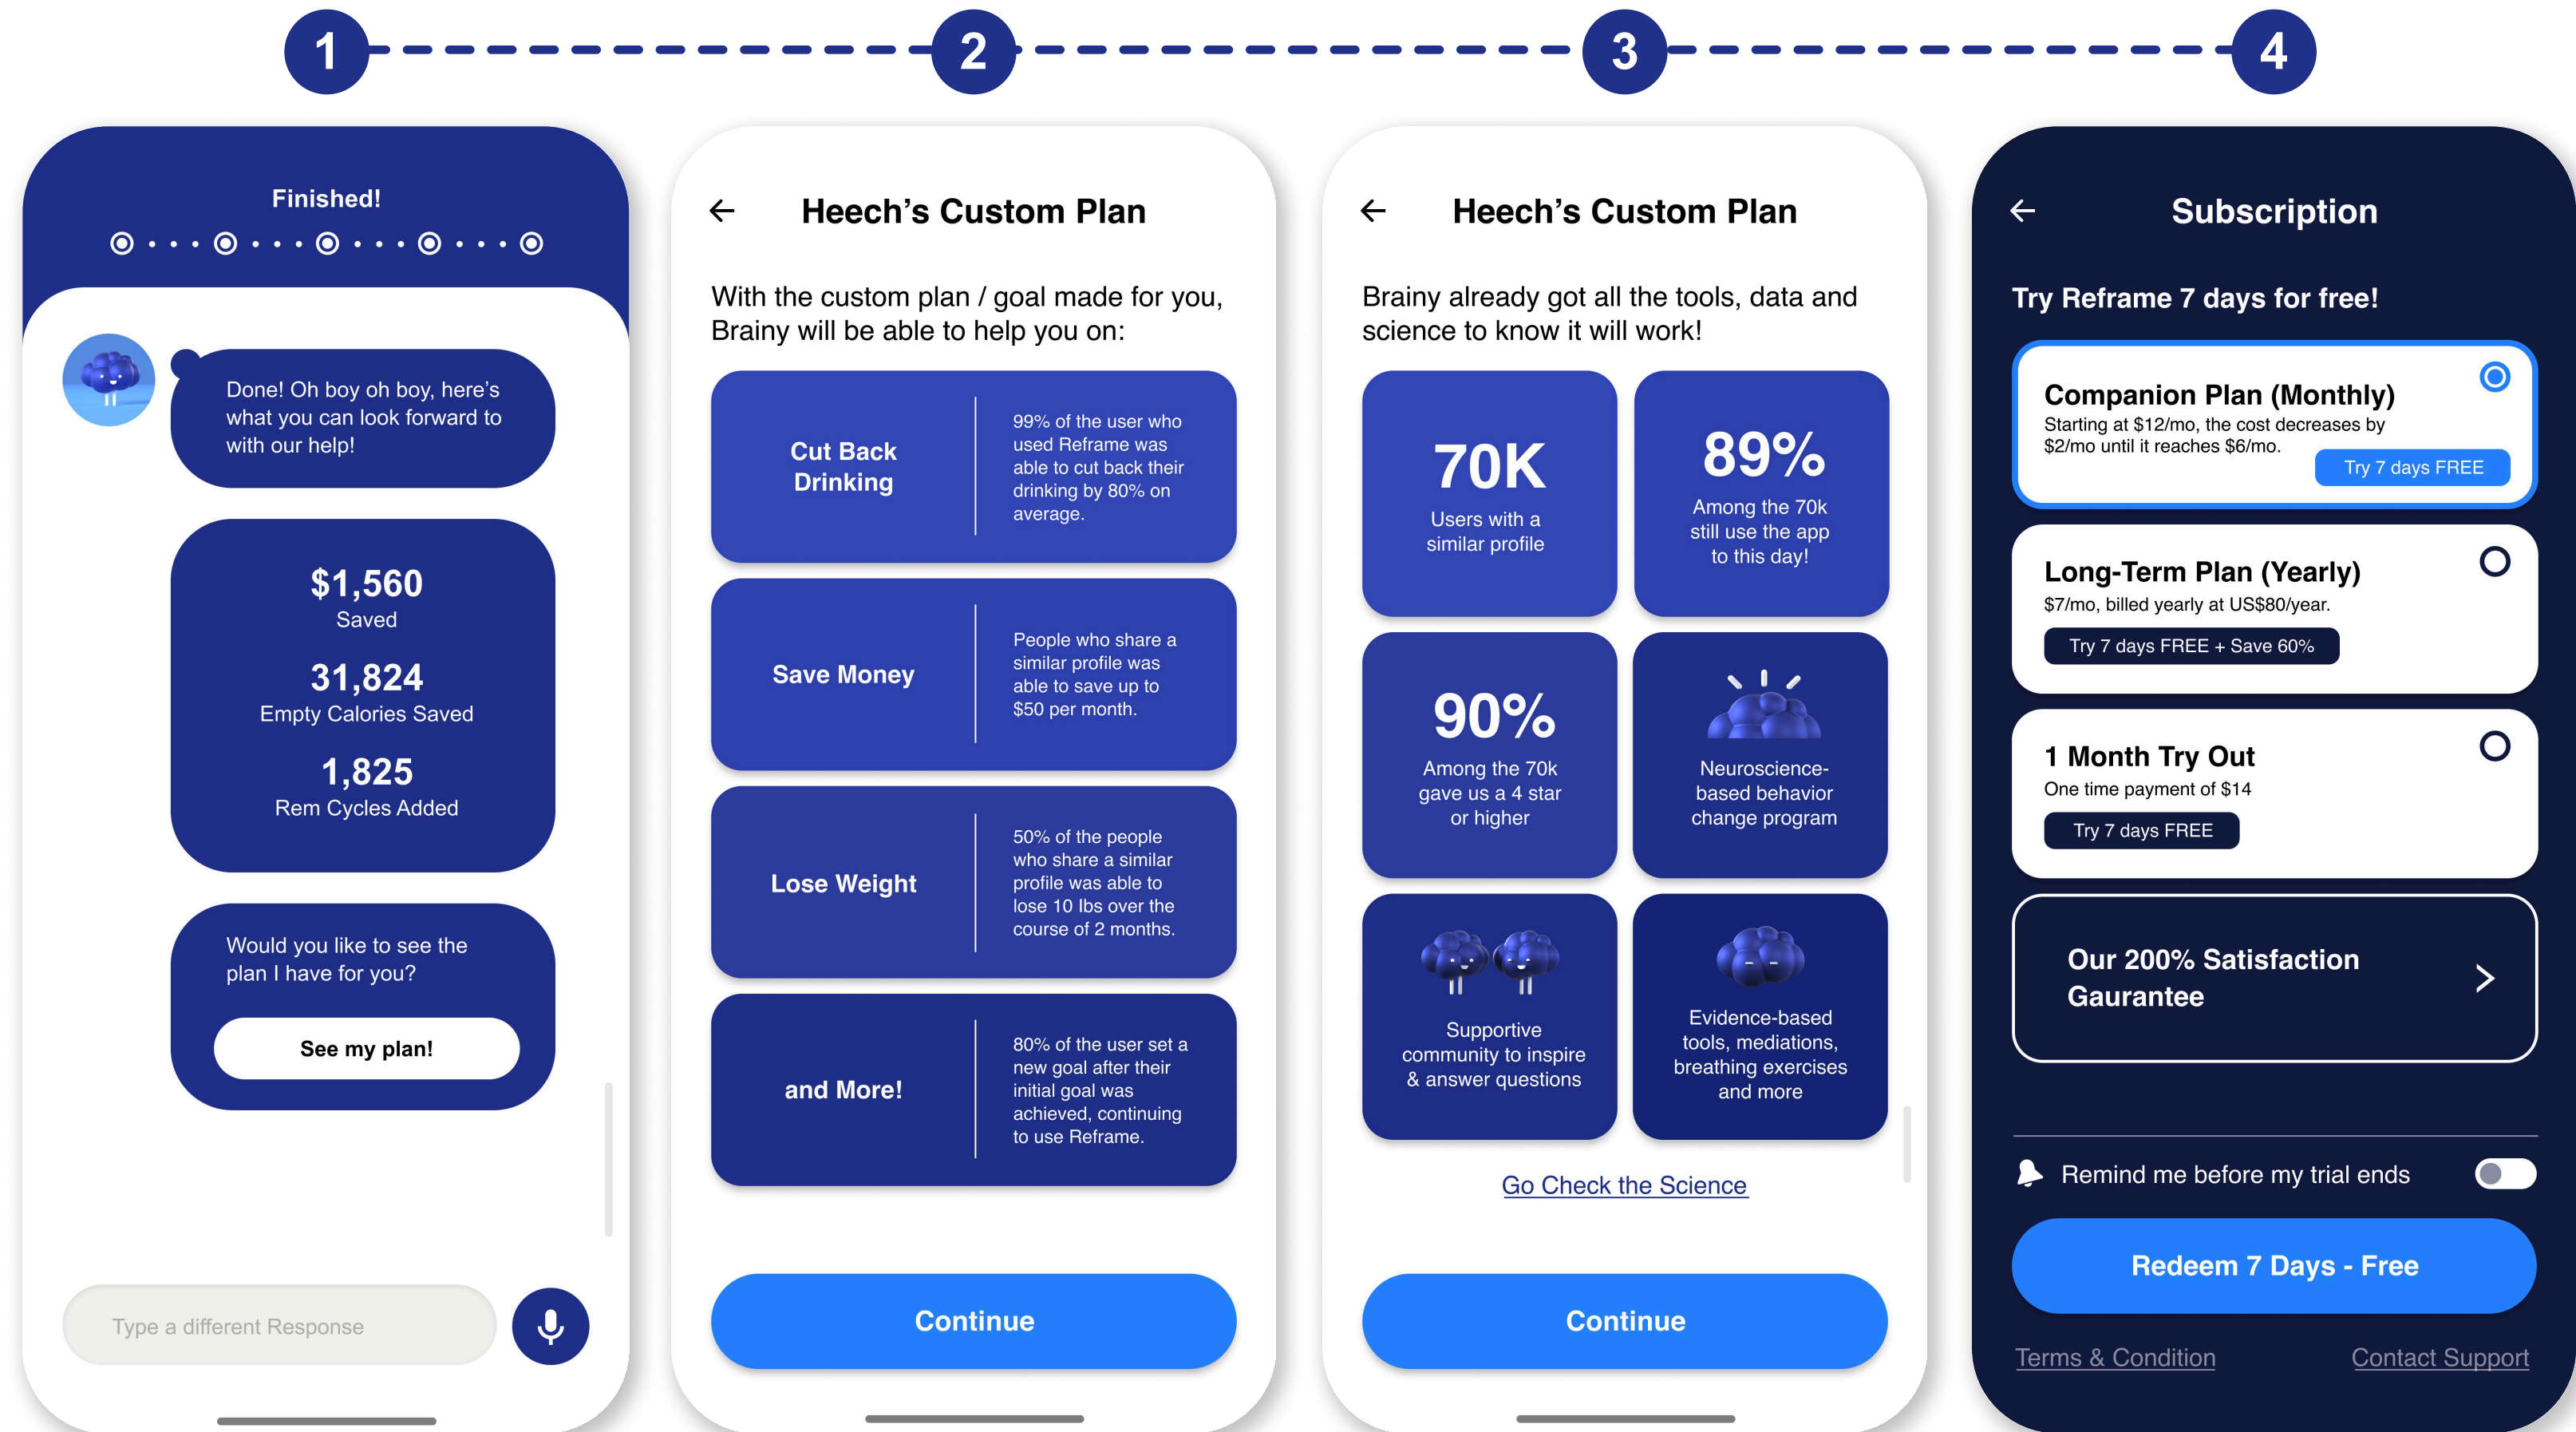 1
2
3
4
Finished!
Done! Oh boy oh boy, here's
what you can look forward to
with our help!
$1,560
Saved
31,824
Empty Calories Saved
1,825
Rem Cycles Added
Would you like to see the
plan I have for you?
See my plan!
Type a different Response
Heech's Custom Plan
With the custom plan / goal made for you,
Brainy will be able to help you on:
Cut Back
Drinking
99% of the user who
used Reframe was
able to cut back their
drinking by 80% on
average.
Save Money
People who share a
similar profile was
able to save up to
$50 per month.
Lose Weight
50% of the people
who share a similar
profile was able to
lose 10 lbs over the
course of 2 months.
and More!
80% of the user set a
new goal after their
initial goal was
achieved, continuing
to use Reframe.
Continue
Heech's Custom Plan
Brainy already got all the tools, data and
science to know it will work!
70K
Users with a
similar profile
89%
Among the 70k
still use the app
to this day!
90%
Among the 70k
gave us a 4 star
or higher
Neuroscience-
based behavior
change program
Supportive
community to inspire
& answer questions
Evidence-based
tools, mediations,
breathing exercises
and more
Go Check the Science
Continue
Subscription
Try Reframe 7 days for free!
Companion Plan (Monthly)
Starting at $12/mo, the cost decreases by
$2/mo until it reaches $6/mo.
Try 7 days FREE
Long-Term Plan (Yearly)
$7/mo, billed yearly at US$80/year.
Try 7 days FREE + Save 60%
1 Month Try Out
One time payment of $14
Try 7 days FREE
Our 200% Satisfaction
Gaurantee
Remind me before my trial ends
Redeem 7 Days - Free
Terms & Condition
Contact Support